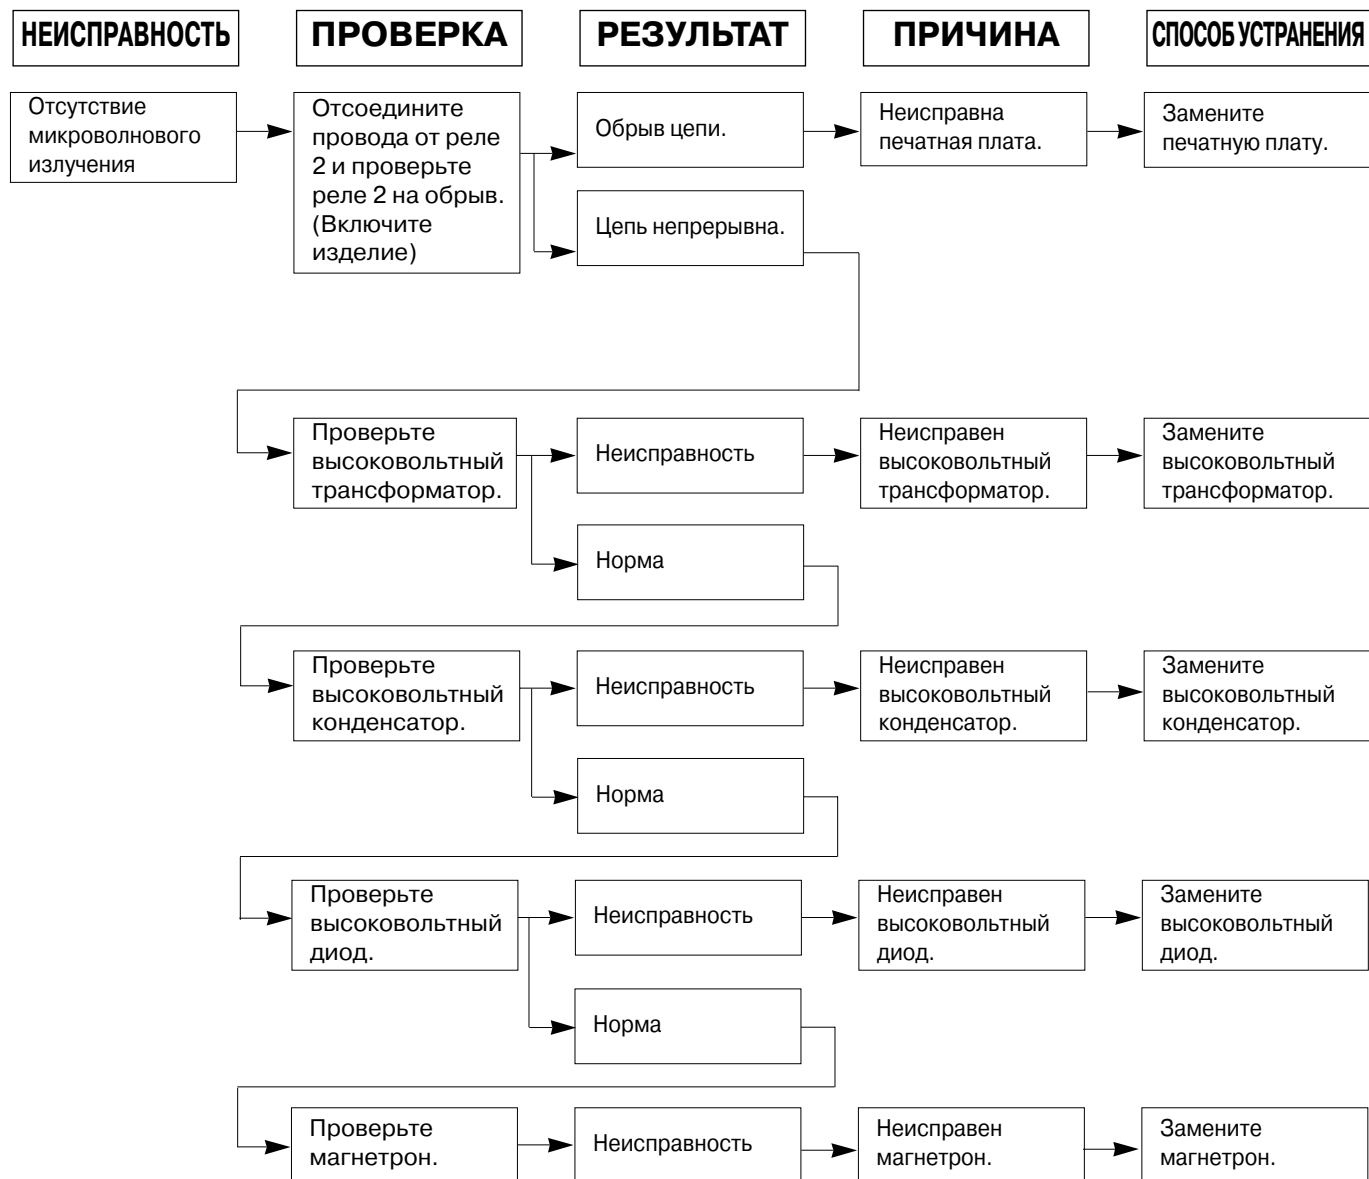 НЕИСПРАВНОСТЬ
ПРОВЕРКА
РЕЗУЛЬТАТ
ПРИЧИНА
СПОСОБ УСТРАНЕНИЯ
Отсутствие
микроволнового
излучения
Отсоедините
провода от реле
2 и проверьте
реле 2 на обрыв.
(Включите
изделие)
Обрыв цепи.
Неисправна
печатная плата.
Замените
печатную плату.
Цепь непрерывна.
Проверьте
высоковольтный
трансформатор.
Неисправность
Неисправен
высоковольтный
трансформатор.
Замените
высоковольтный
трансформатор.
Норма
Проверьте
высоковольтный
конденсатор.
Неисправность
Неисправен
высоковольтный
конденсатор.
Замените
высоковольтный
конденсатор.
Норма
Проверьте
высоковольтный
диод.
Неисправность
Неисправен
высоковольтный
диод.
Замените
высоковольтный
диод.
Норма
Проверьте
магнетрон.
Неисправность
Неисправен
магнетрон.
Замените
магнетрон.